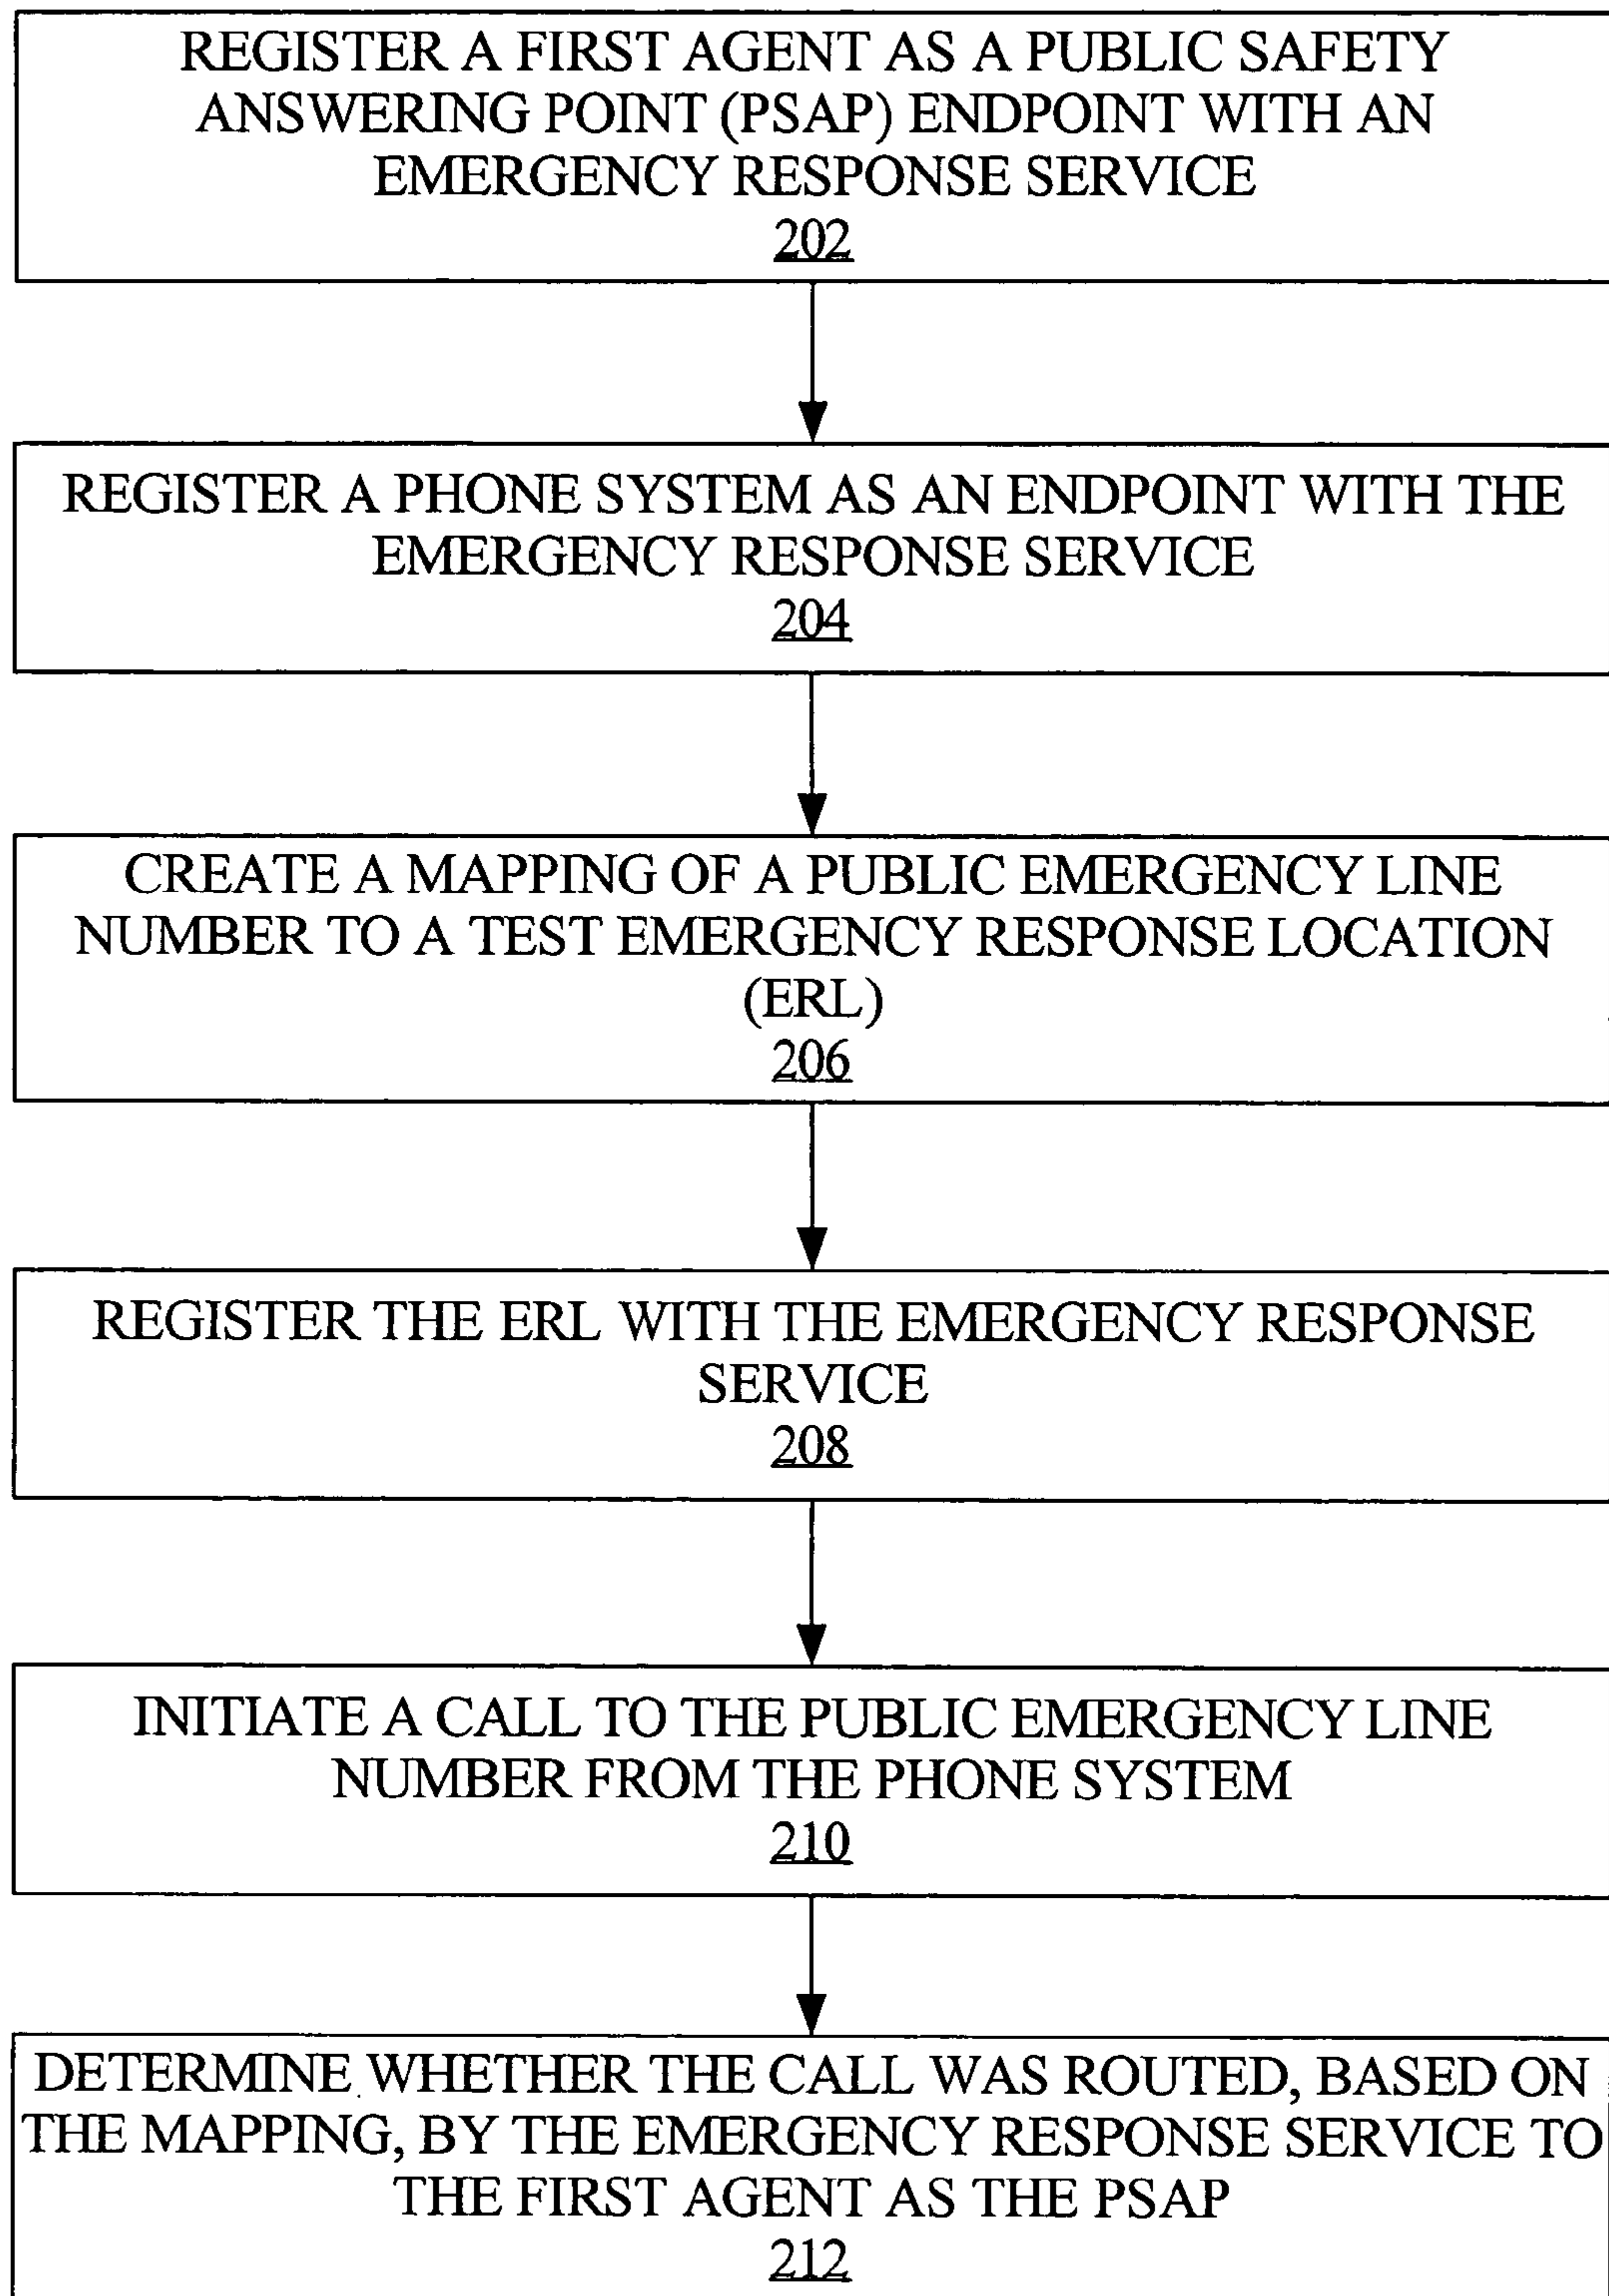 REGISTER A FIRST AGENT AS A PUBLIC SAFETY
ANSWERING POINT (PSAP) ENDPOINT WITH AN
EMERGENCY RESPONSE SERVICE
202
REGISTER A PHONE SYSTEM AS AN ENDPOINT WITH THE
EMERGENCY RESPONSE SERVICE
204
CREATE A MAPPING OF A PUBLIC EMERGENCY LINE
NUMBER TO A TEST EMERGENCY RESPONSE LOCATION
(ERL)
206
REGISTER THE ERL WITH THE EMERGENCY RESPONSE
SERVICE
208
INITIATE A CALL TO THE PUBLIC EMERGENCY LINE
NUMBER FROM THE PHONE SYSTEM
210
DETERMINE WHETHER THE CALL WAS ROUTED, BASED ON
THE MAPPING, BY THE EMERGENCY RESPONSE SERVICE TO
THE FIRST AGENT AS THE PSAP
212